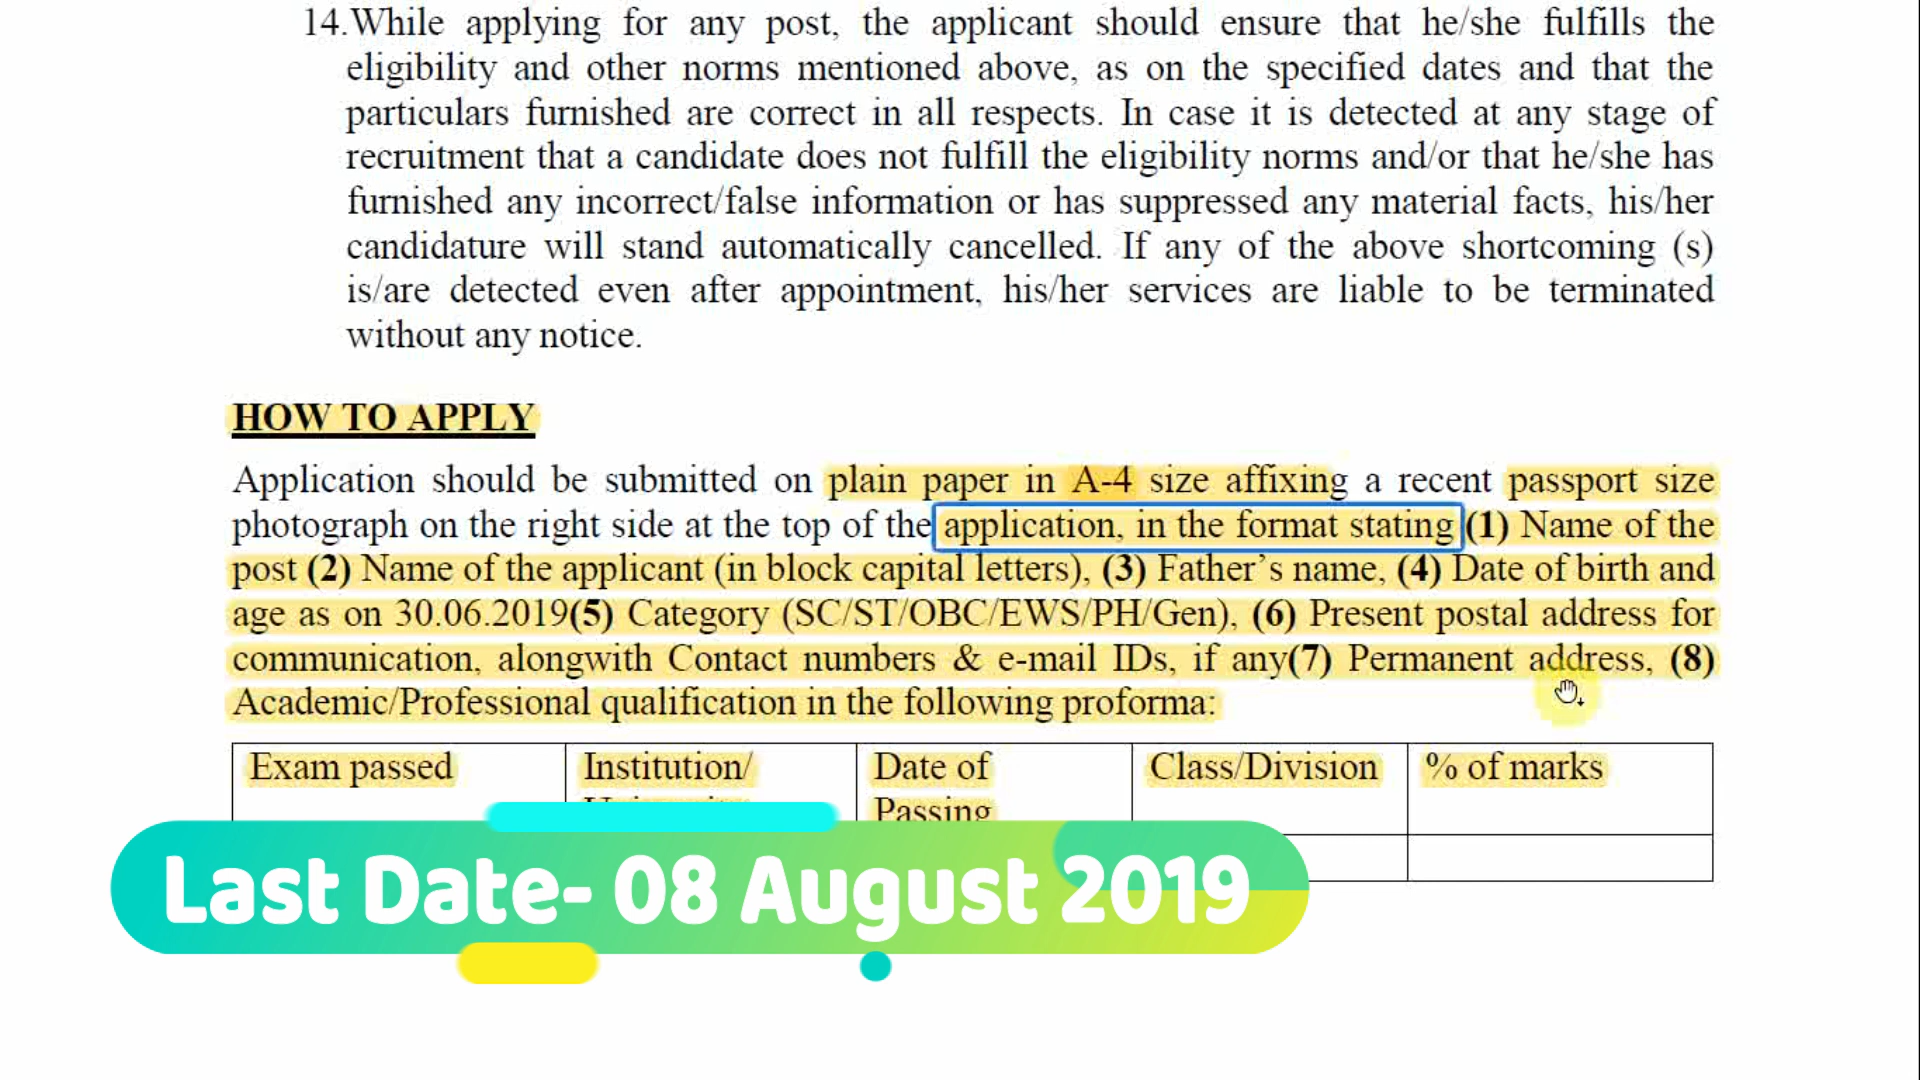 14.While applying for any post, the applicant should ensure that he/she fulfills the
eligibility and other norms mentioned above, as on the specified dates and that the
particulars furnished are correct in all respects. In case it is detected at any stage of
recruitment that a candidate does not fulfill the eligibility norms and/or that he/she has
furnished any incorrect/false information or has suppressed any material facts, his/her
candidature will stand automatically cancelled. If any of the above shortcoming (s)
is/are detected even after appointment, his/her services are liable to be terminated
without any notice.
HOW TO APPLY
Application should be submitted on plain paper in A-4 size affixing a recent passport size
photograph on the right side at the top of the application, in the format stating (1) Name of the
post (2) Name of the applicant (in block capital letters), (3) Father's name, (4) Date of birth and
age as on 30.06.2019(5) Category (SC/ST/OBC/EWS/PH/Gen), (6) Present postal address for
communication, alongwith Contact numbers & e-mail IDs, if any(7) Permanent address, (8)
Academic/Professional qualification in the following proforma:
Exam passed Institution/ Date of Class/Division % of marks
Passing
Last Date- 08 August 2019